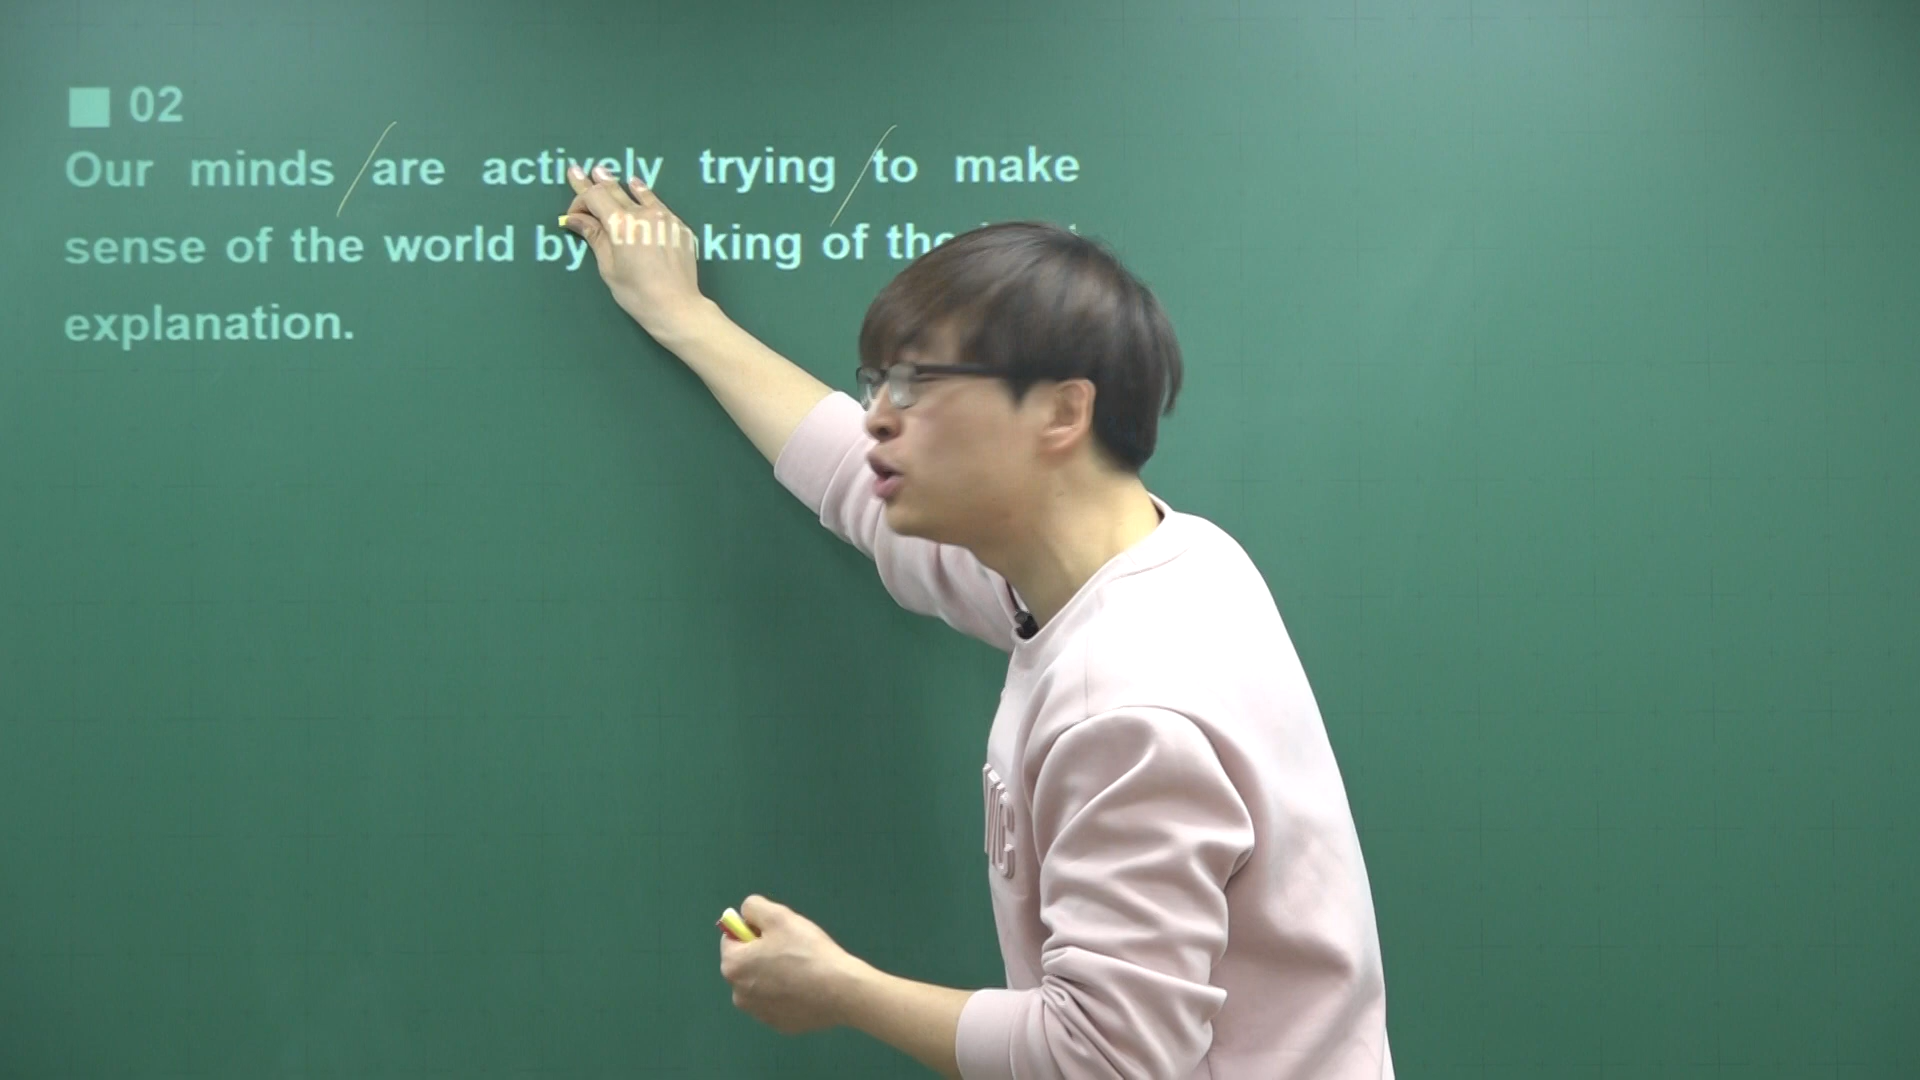 02
Our minds / are actively trying / to make
sense of the world by thinking of the
explanation.